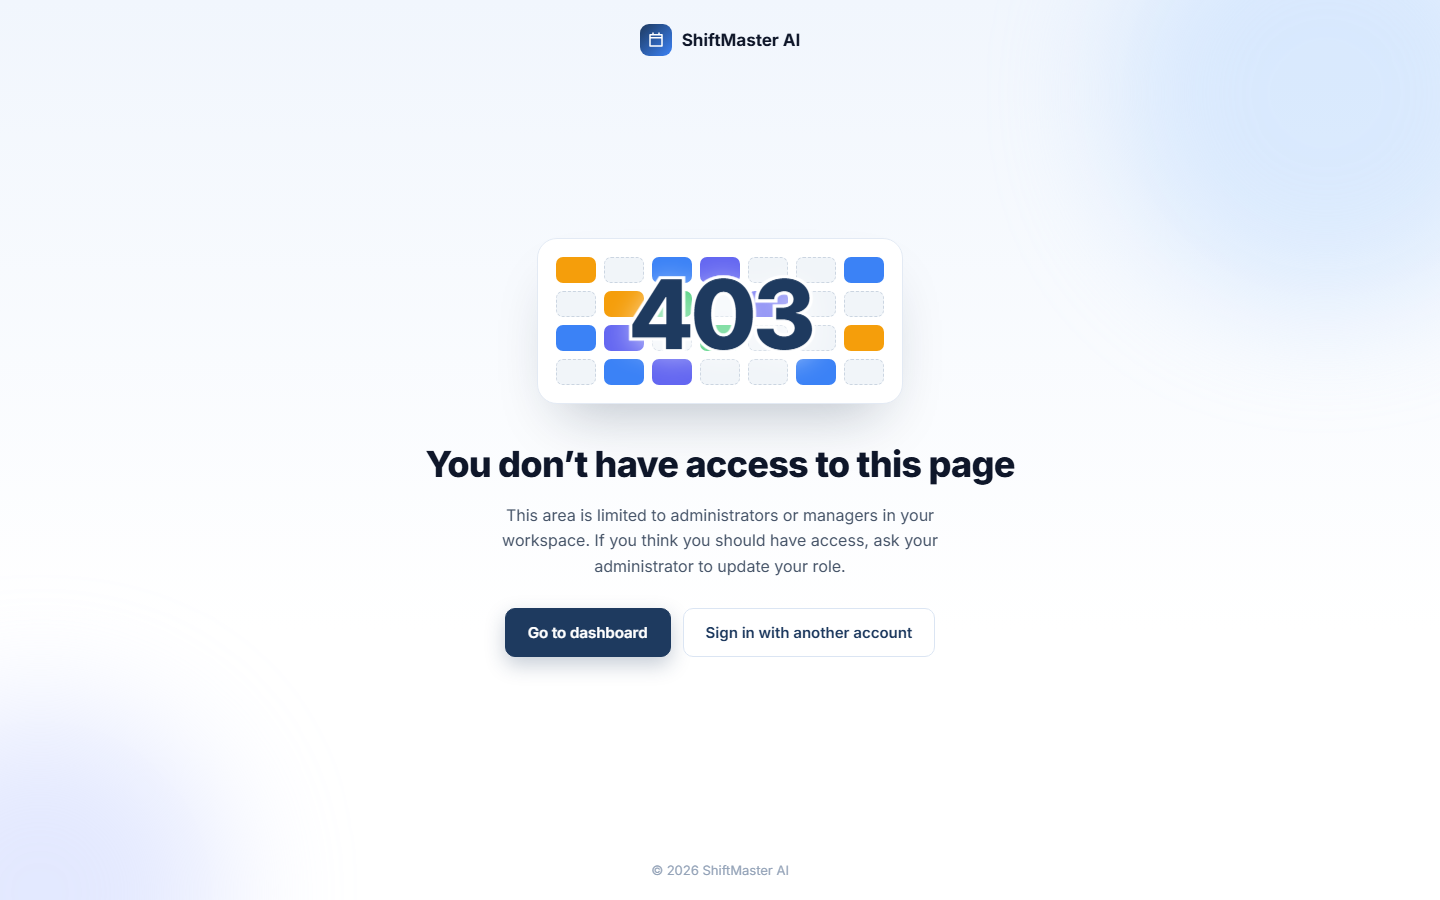 ShiftMaster AI
403
You don’t have access to this page
This area is limited to administrators or managers in your
workspace. If you think you should have access, ask your
administrator to update your role.
Go to dashboard
Sign in with another account
© 2026 ShiftMaster AI